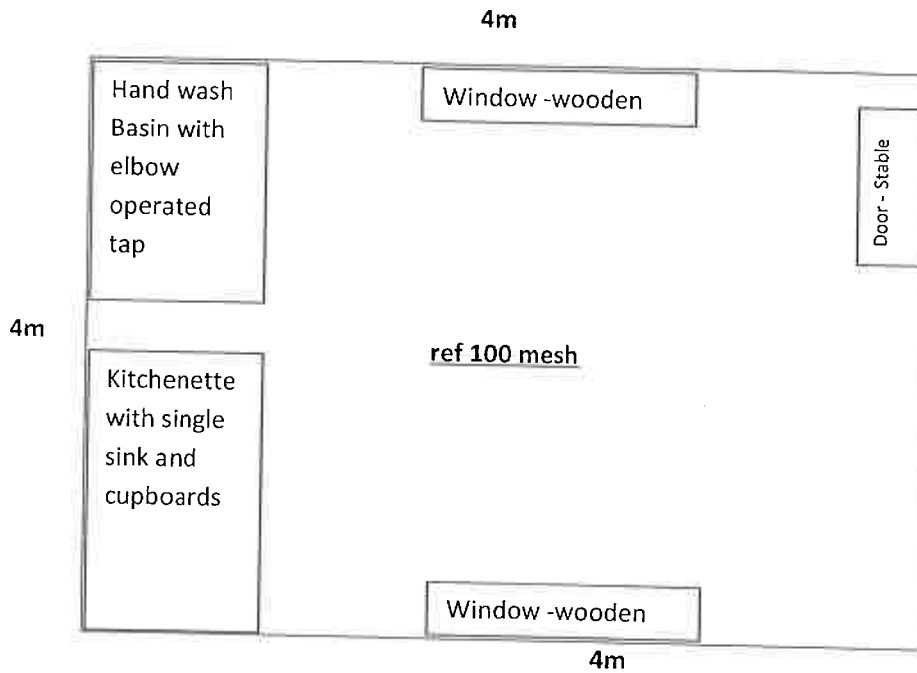 4m
Hand wash
Basin with
elbow
operated
tap
Window -wooden
Door - Stable
4m
ref 100 mesh
Kitchenette
with single
sink and
cupboards
Window -wooden
4m